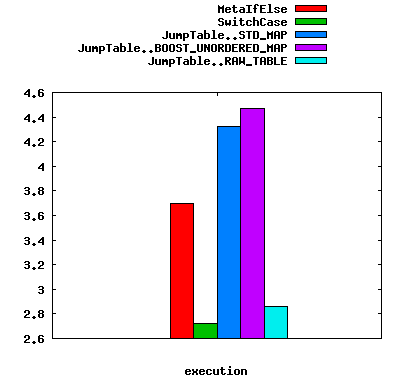 MetaIfElse
SwitchCase
JumpTable..STD_MAP
JumpTable..BOOST_UNORDERED_MAP
JumpTable..RAW_TABLE
4.6
4.4
4.2
4
3.8
3.6
3.4
3.2
3
2.8
2.6
execution